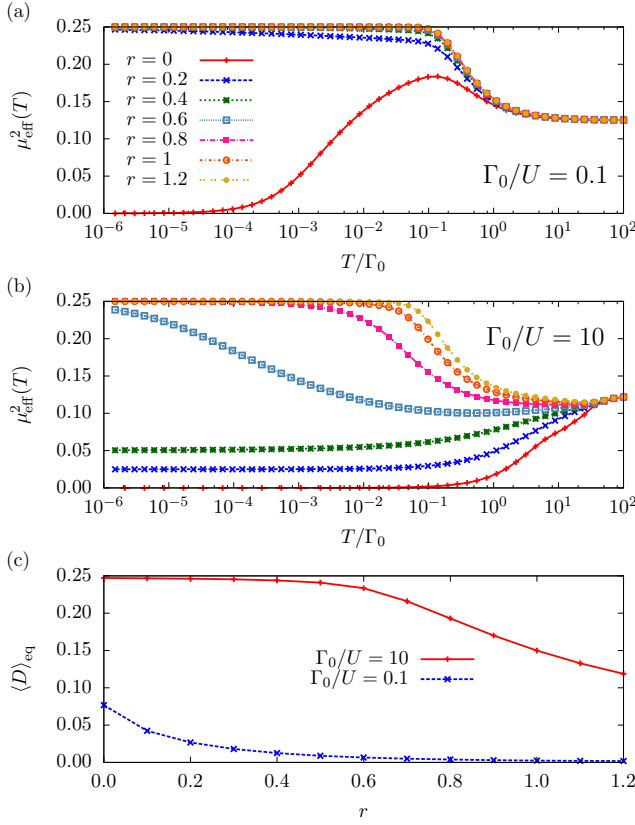 (a)
0.25
0.20
0.15
0.10
0.05
0.00
μ²eff(T)
r = 0
r = 0.2
r = 0.4
r = 0.6
r = 0.8
r = 1
r = 1.2
Γ₀/U = 0.1
10⁻⁶ 10⁻⁵ 10⁻⁴ 10⁻³ 10⁻² 10⁻¹ 10⁰ 10¹ 10²
T/Γ₀
(b)
0.25
0.20
0.15
0.10
0.05
0.00
μ²eff(T)
Γ₀/U = 10
10⁻⁶ 10⁻⁵ 10⁻⁴ 10⁻³ 10⁻² 10⁻¹ 10⁰ 10¹ 10²
T/Γ₀
(c)
0.25
0.20
0.15
0.10
0.05
0.00
⟨D⟩eq
Γ₀/U = 10
Γ₀/U = 0.1
0.0 0.2 0.4 0.6 0.8 1.0 1.2
r